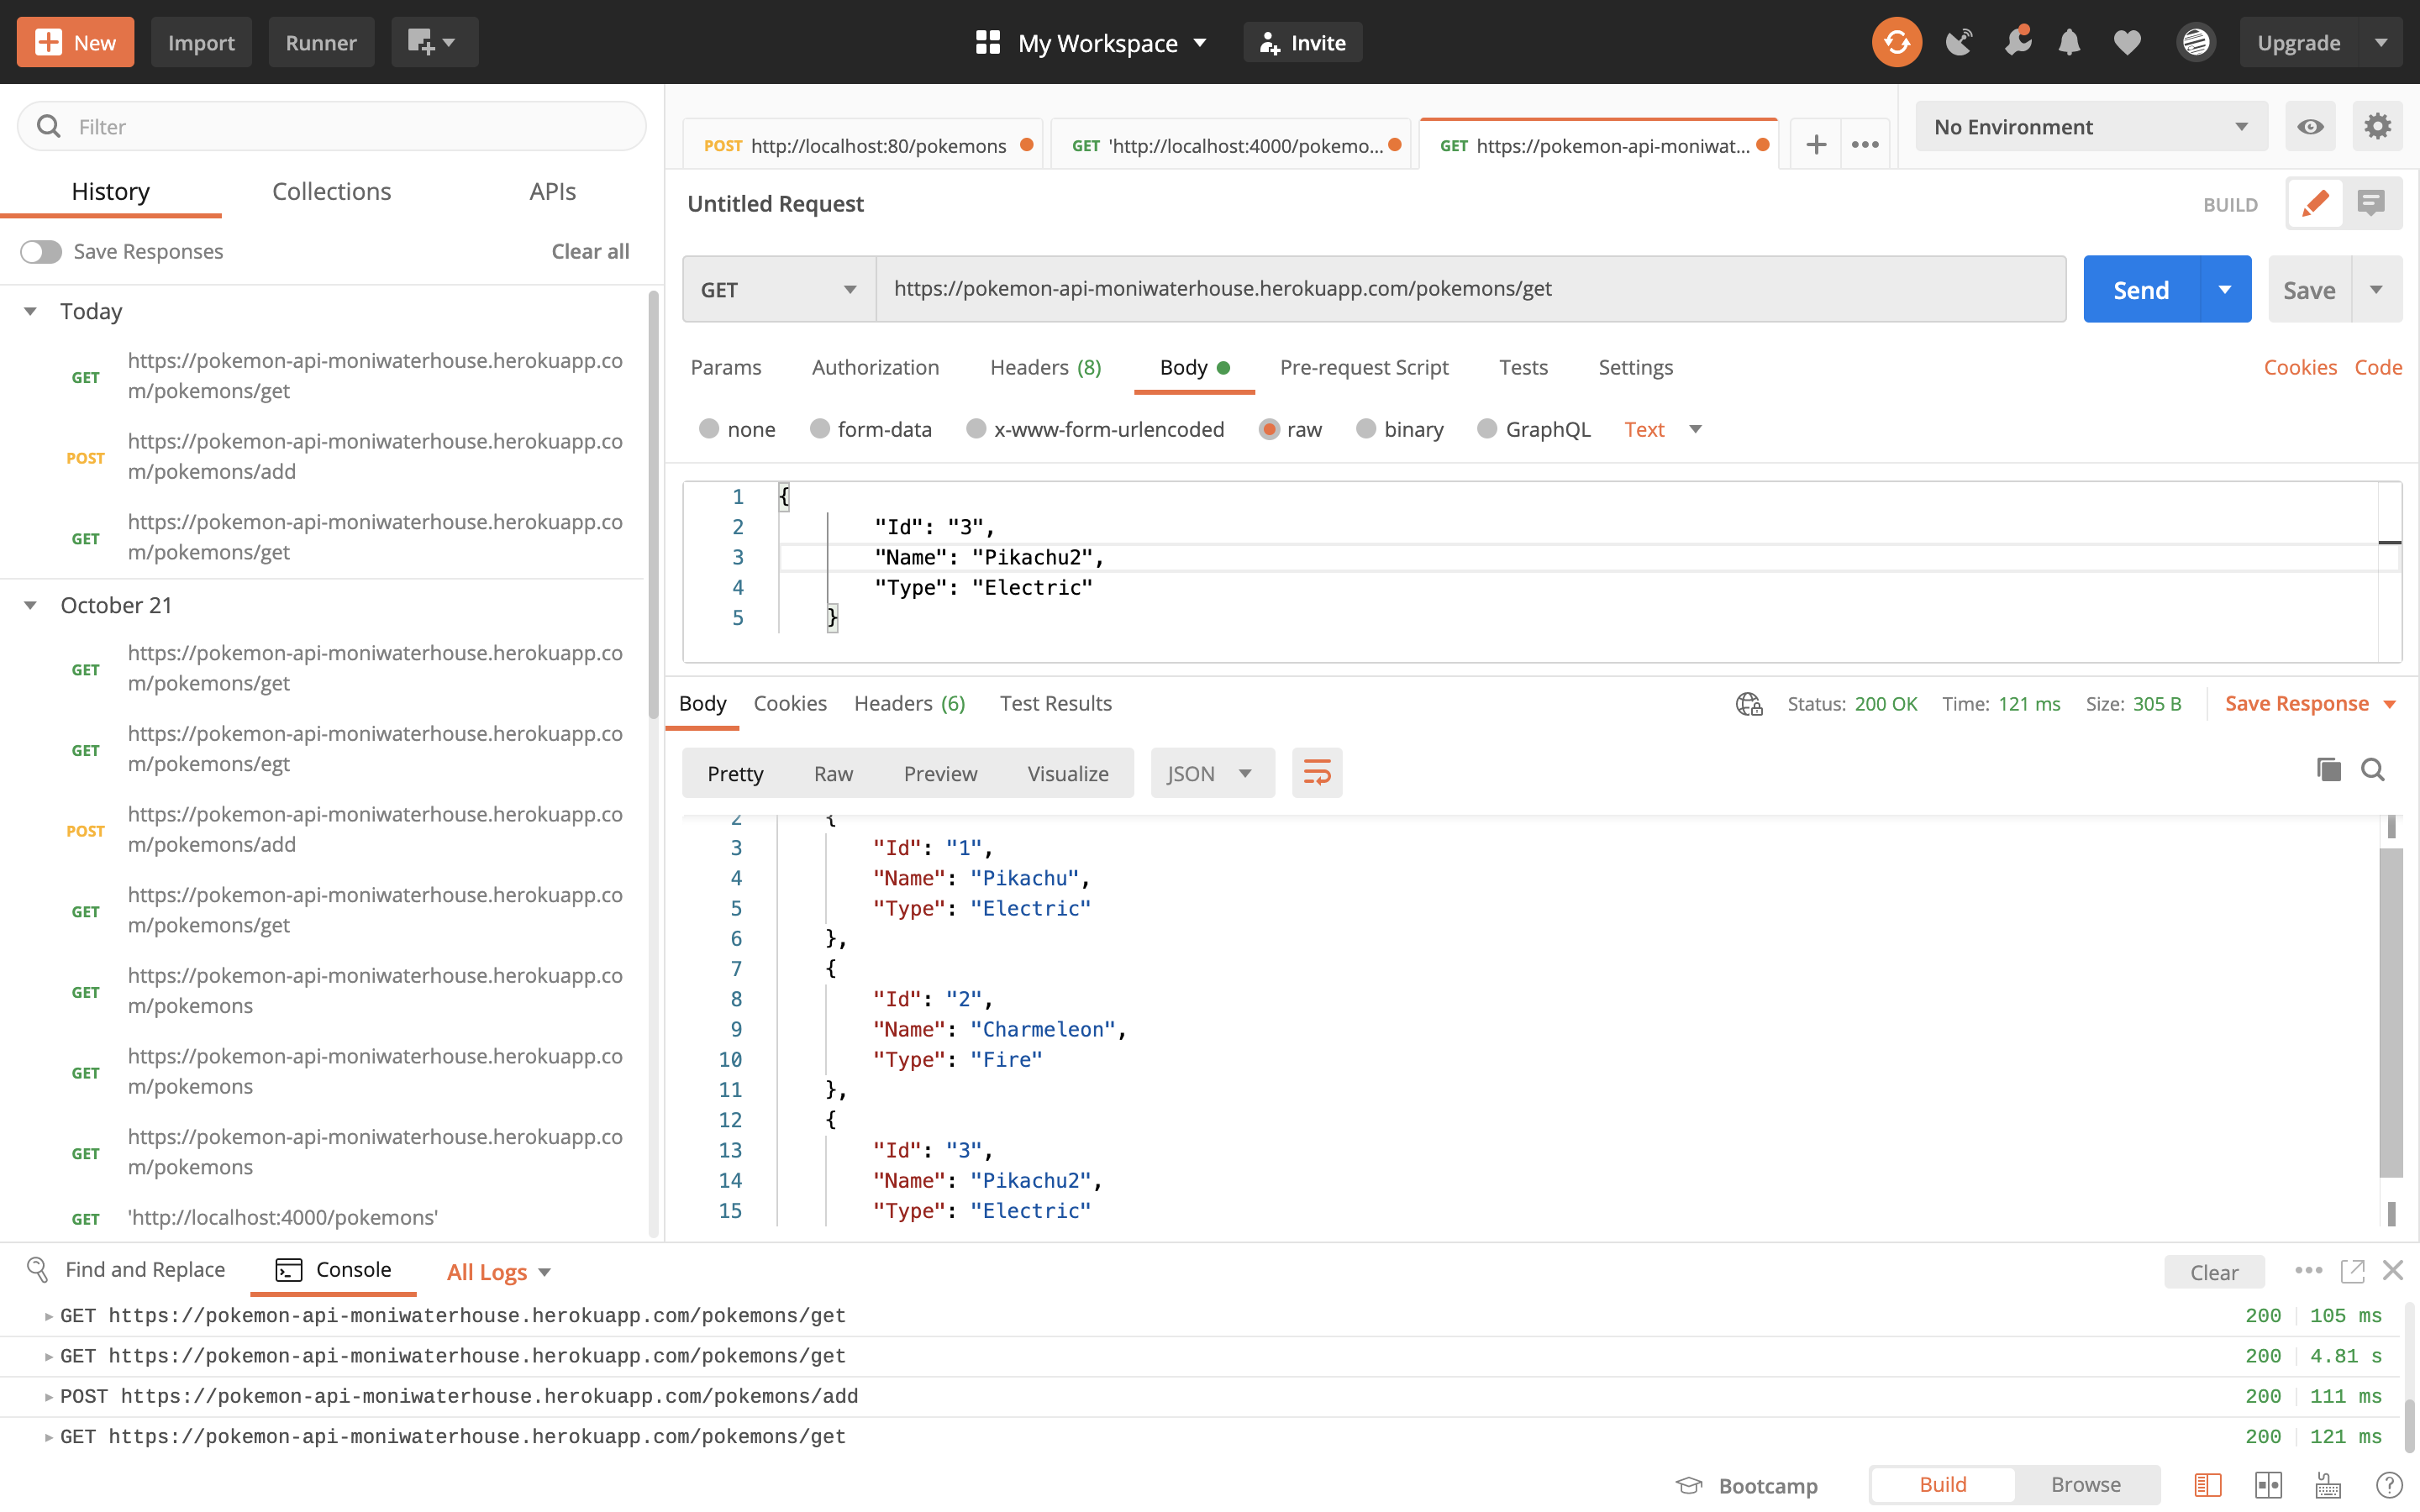 New
Import
Runner
My Workspace
Invite
Upgrade
Filter
History
Collections
APIs
Save Responses
Clear all
Today
GET https://pokemon-api-moniwaterhouse.herokuapp.co
m/pokemons/get
POST https://pokemon-api-moniwaterhouse.herokuapp.co
m/pokemons/add
GET https://pokemon-api-moniwaterhouse.herokuapp.co
m/pokemons/get
October 21
GET https://pokemon-api-moniwaterhouse.herokuapp.co
m/pokemons/get
GET https://pokemon-api-moniwaterhouse.herokuapp.co
m/pokemons/egt
POST https://pokemon-api-moniwaterhouse.herokuapp.co
m/pokemons/add
GET https://pokemon-api-moniwaterhouse.herokuapp.co
m/pokemons/get
GET https://pokemon-api-moniwaterhouse.herokuapp.co
m/pokemons
GET https://pokemon-api-moniwaterhouse.herokuapp.co
m/pokemons
GET https://pokemon-api-moniwaterhouse.herokuapp.co
m/pokemons
GET 'http://localhost:4000/pokemons'
POST http://localhost:80/pokemons
GET 'http://localhost:4000/pokemo...
GET https://pokemon-api-moniwat...
No Environment
Untitled Request
BUILD
GET
https://pokemon-api-moniwaterhouse.herokuapp.com/pokemons/get
Send
Save
Params
Authorization
Headers (8)
Body
Pre-request Script
Tests
Settings
Cookies
Code
none
form-data
x-www-form-urlencoded
raw
binary
GraphQL
Text
1 {
2 "Id": "3",
3 "Name": "Pikachu2",
4 "Type": "Electric"
5 }
Body
Cookies
Headers (6)
Test Results
Status: 200 OK
Time: 121 ms
Size: 305 B
Save Response
Pretty
Raw
Preview
Visualize
JSON
2 {
3 "Id": "1",
4 "Name": "Pikachu",
5 "Type": "Electric"
6 },
7 {
8 "Id": "2",
9 "Name": "Charmeleon",
10 "Type": "Fire"
11 },
12 {
13 "Id": "3",
14 "Name": "Pikachu2",
15 "Type": "Electric"
Find and Replace
Console
All Logs
Clear
GET https://pokemon-api-moniwaterhouse.herokuapp.com/pokemons/get 200 105 ms
GET https://pokemon-api-moniwaterhouse.herokuapp.com/pokemons/get 200 4.81 s
POST https://pokemon-api-moniwaterhouse.herokuapp.com/pokemons/add 200 111 ms
GET https://pokemon-api-moniwaterhouse.herokuapp.com/pokemons/get 200 121 ms
Bootcamp
Build
Browse